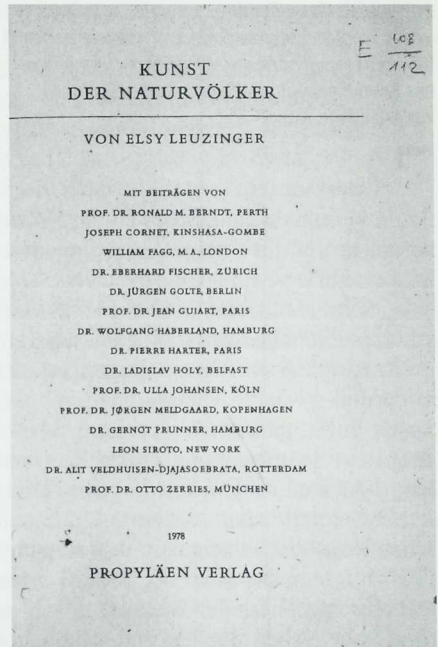 E 108
112
KUNST
DER NATURVÖLKER
VON ELSY LEUZINGER
MIT BEITRÄGEN VON
PROF. DR. RONALD M. BERNDT, PERTH
JOSEPH CORNET, KINSHASA-GOMBE
WILLIAM FAGG, M. A., LONDON
DR. EBERHARD FISCHER, ZÜRICH
DR. JÜRGEN GOLTE, BERLIN
PROF. DR. JEAN GUIART, PARIS
DR. WOLFGANG HABERLAND, HAMBURG
DR. PIERRE HARTER, PARIS
DR. LADISLAV HOLY, BELFAST
PROF. DR. ULLA JOHANSEN, KÖLN
PROF. DR. JØRGEN MELDGAARD, KOPENHAGEN
DR. GERNOT PRUNNER, HAMBURG
LEON SIROTO, NEW YORK
DR. ALIT VELDHUISEN-DJAJASOEBRATA, ROTTERDAM
PROF. DR. OTTO ZERRIES, MÜNCHEN
1978
PROPYLÄEN VERLAG